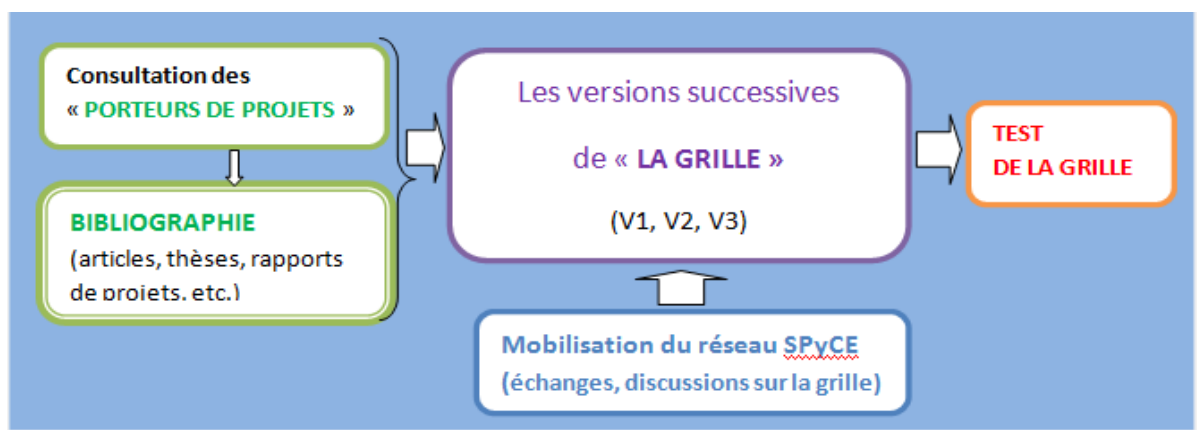 Consultation des
« PORTEURS DE PROJETS »
BIBLIOGRAPHIE
(articles, thèses, rapports
de projets, etc.)
Les versions successives
de « LA GRILLE »
(V1, V2, V3)
Mobilisation du réseau SPyCE
(échanges, discussions sur la grille)
TEST
DE LA GRILLE